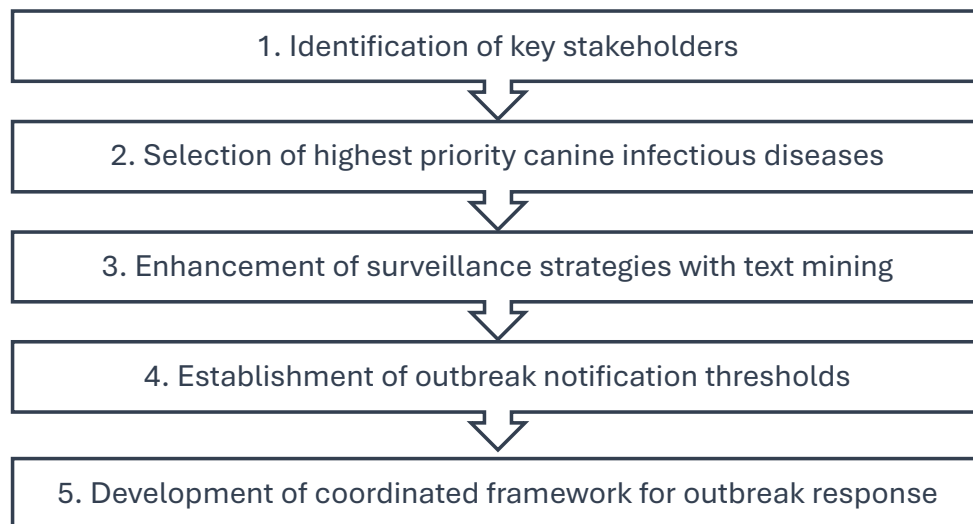 1. Identification of key stakeholders
2. Selection of highest priority canine infectious diseases
3. Enhancement of surveillance strategies with text mining
4. Establishment of outbreak notification thresholds
5. Development of coordinated framework for outbreak response